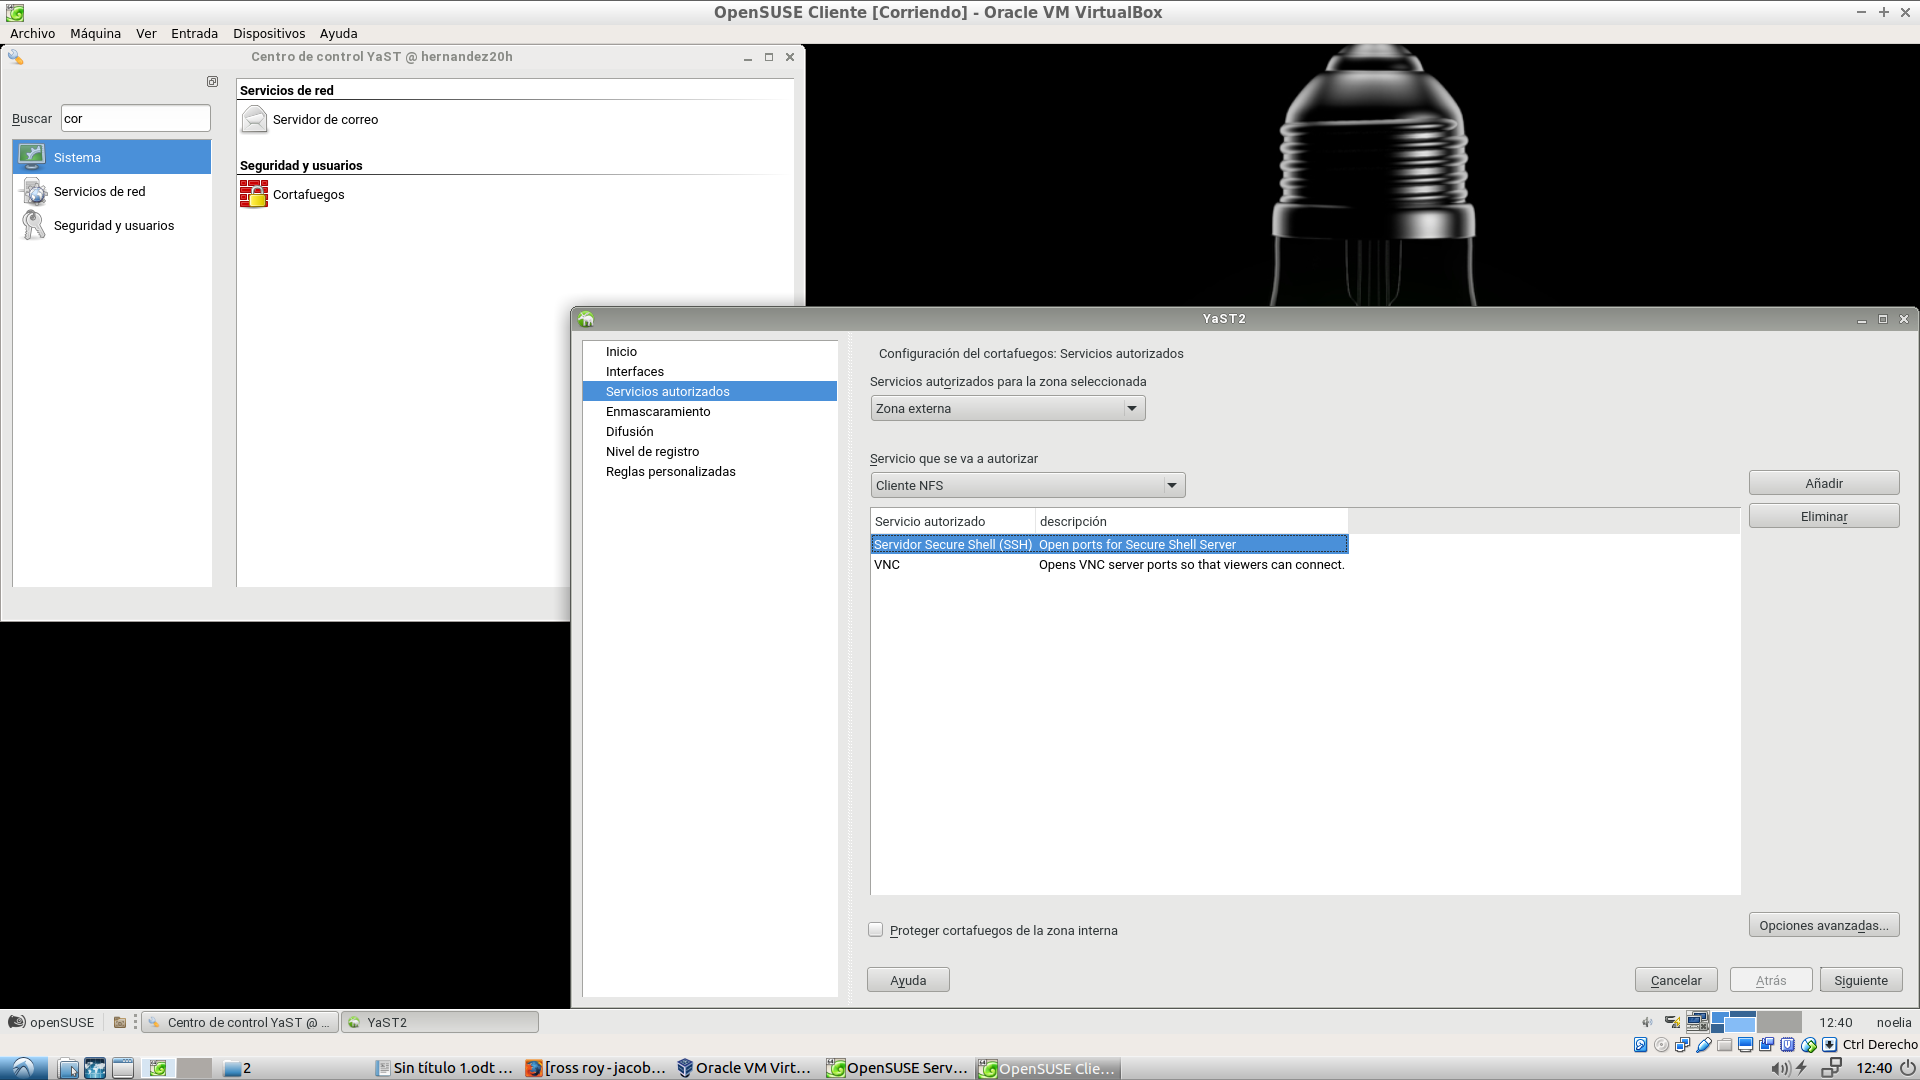 OpenSUSE Cliente [Corriendo] - Oracle VM VirtualBox
Archivo Máquina Ver Entrada Dispositivos Ayuda
Centro de control YaST @ hernandez20h
Buscar cor
Sistema
Servicios de red
Seguridad y usuarios
Servicios de red
Servidor de correo
Seguridad y usuarios
Cortafuegos
YaST2
Inicio
Interfaces
Servicios autorizados
Enmascaramiento
Difusión
Nivel de registro
Reglas personalizadas
Configuración del cortafuegos: Servicios autorizados
Servicios autorizados para la zona seleccionada
Zona externa
Servicio que se va a autorizar
Cliente NFS
Añadir
Eliminar
Servicio autorizado descripción
Servidor Secure Shell (SSH) Open ports for Secure Shell Server
VNC Opens VNC server ports so that viewers can connect.
Proteger cortafuegos de la zona interna
Opciones avanzadas...
Ayuda Cancelar Atrás Siguiente
openSUSE Centro de control YaST @ ... YaST2 12:40 noelia
Ctrl Derecho
2 Sin título 1.odt ... [ross roy - jacob... Oracle VM Virt... OpenSUSE Serv... OpenSUSE Clie... 12:40